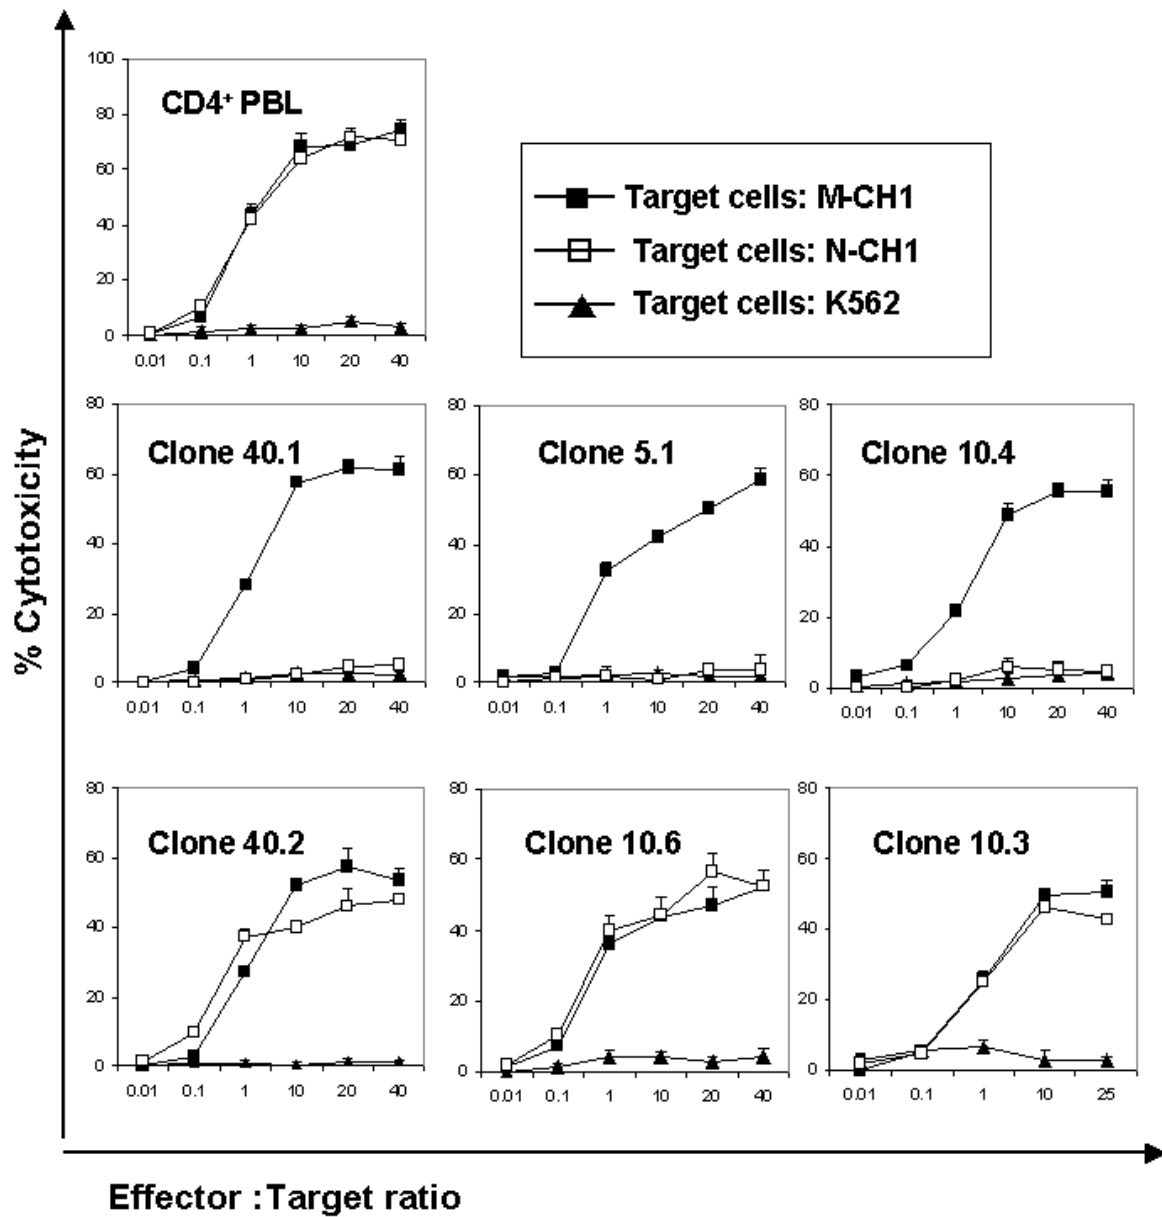 100
80
60
40
20
0
CD4+ PBL
0.01 0.1 1 10 20 40
Target cells: M-CH1
Target cells: N-CH1
Target cells: K562
% Cytotoxicity
80
60
40
20
0
Clone 40.1
0.01 0.1 1 10 20 40
80
60
40
20
0
Clone 5.1
0.01 0.1 1 10 20 40
80
60
40
20
0
Clone 10.4
0.01 0.1 1 10 20 40
80
60
40
20
0
Clone 40.2
0.01 0.1 1 10 20 40
80
60
40
20
0
Clone 10.6
0.01 0.1 1 10 20 40
80
60
40
20
0
Clone 10.3
0.01 0.1 1 10 25
Effector :Target ratio